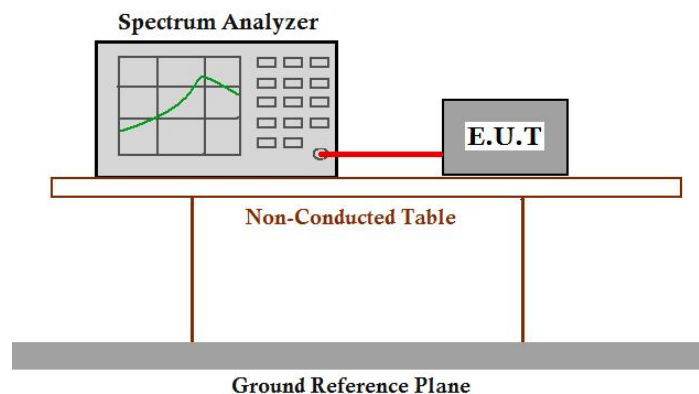 Spectrum Analyzer
E.U.T
Non-Conducted Table
Ground Reference Plane